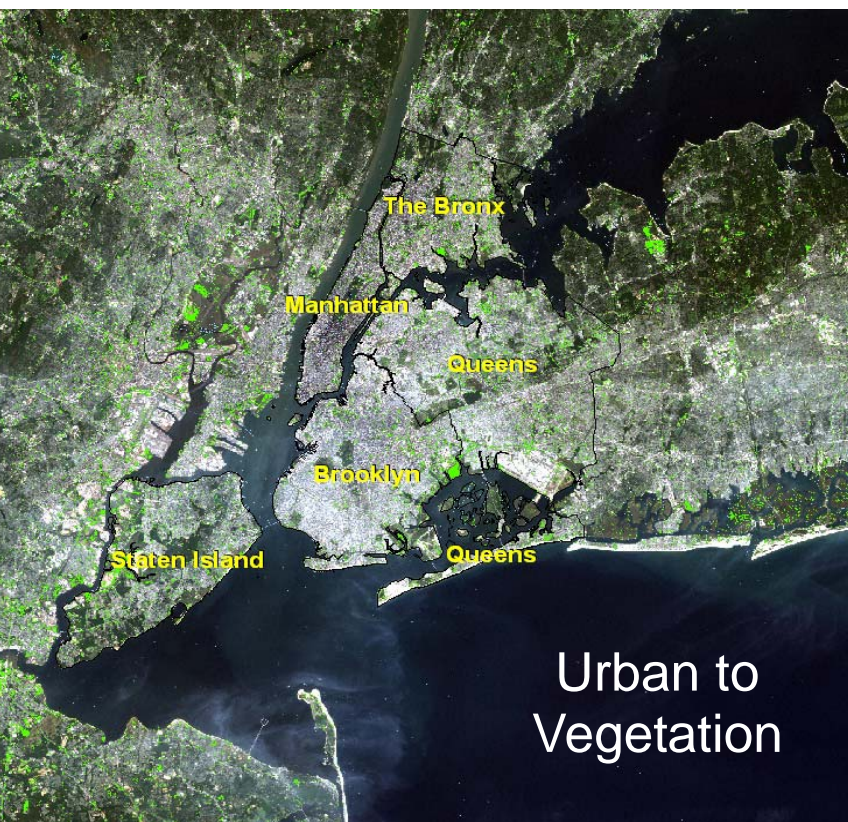 The Bronx
Manhattan
Queens
Brooklyn
Queens
Staten Island
Urban to
Vegetation